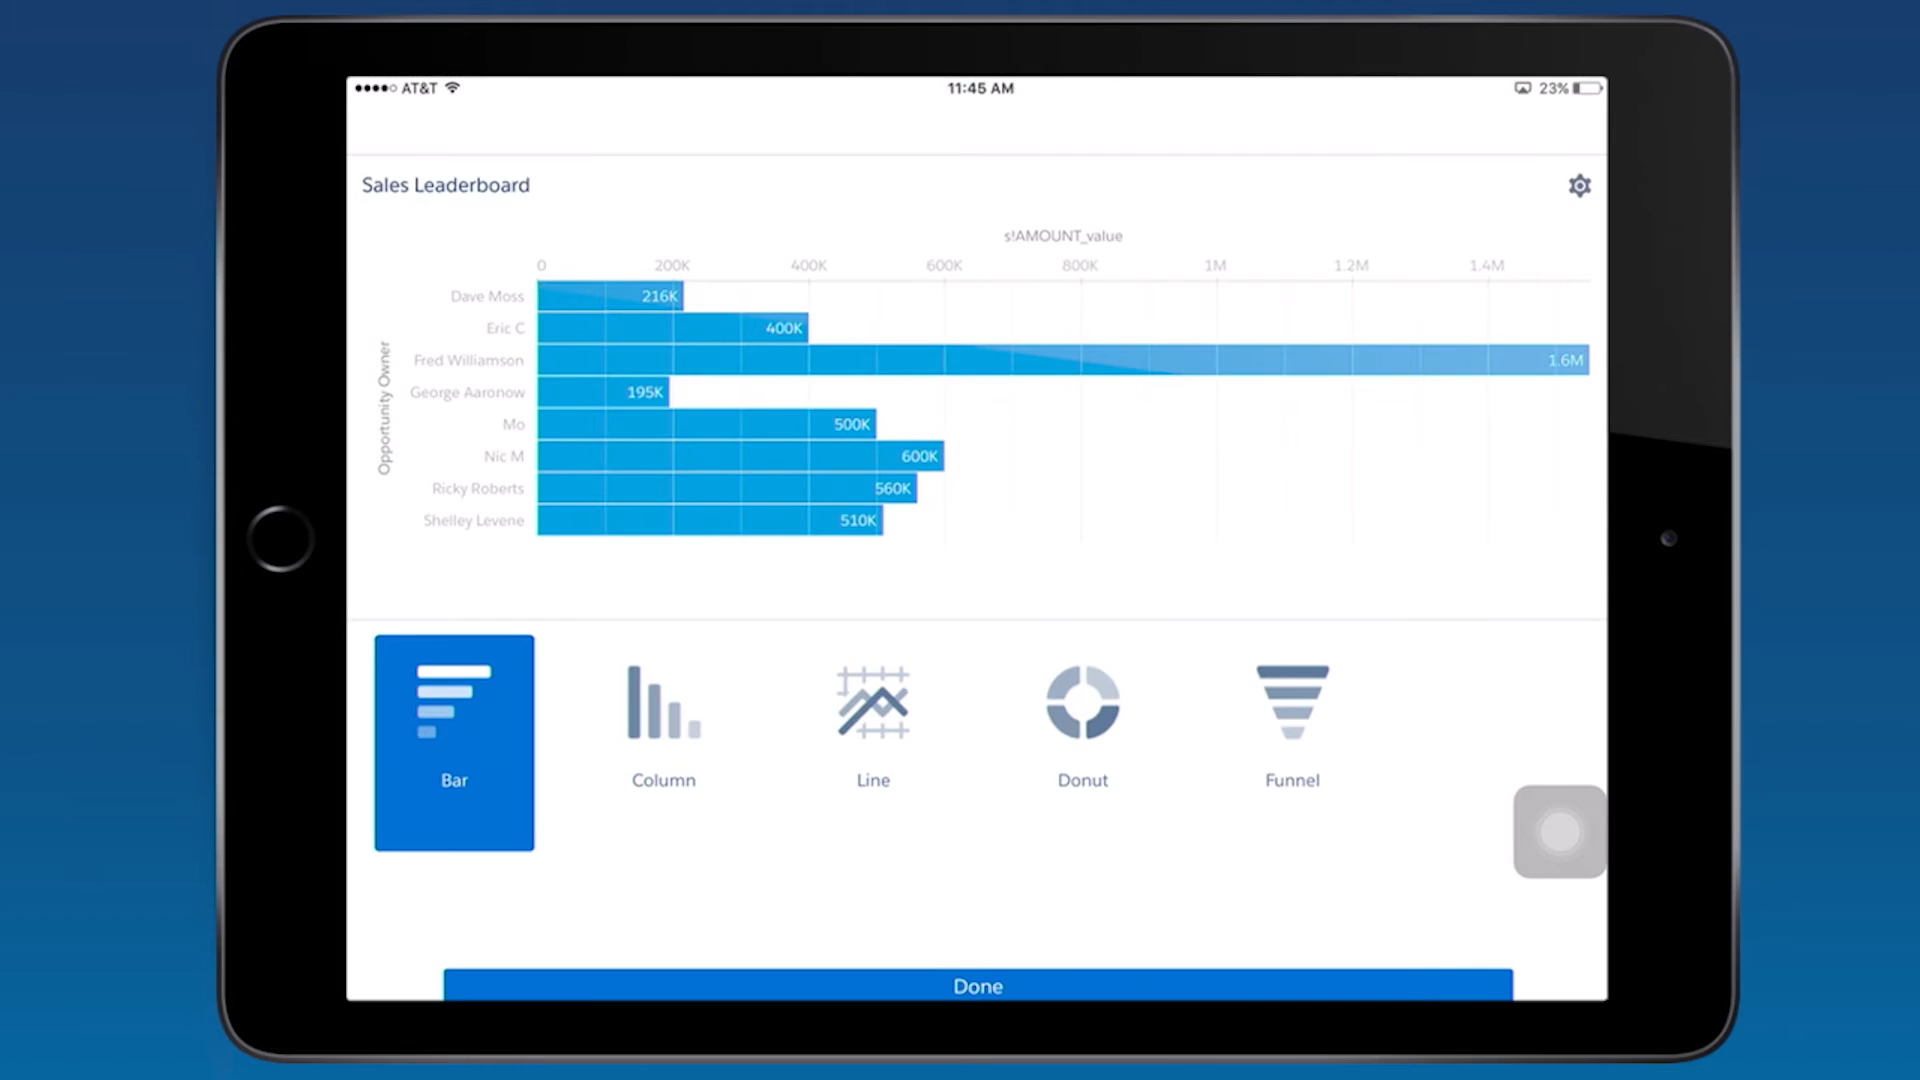 AT&T 11:45 AM 23%
Sales Leaderboard
s!AMOUNT_value
0 200K 400K 600K 800K 1M 1.2M 1.4M
Opportunity Owner
Dave Moss 216K
Eric C 400K
Fred Williamson 1.6M
George Aaronow 195K
Mo 500K
Nic M 600K
Ricky Roberts 560K
Shelley Levene 510K
Bar Column Line Donut Funnel
Done